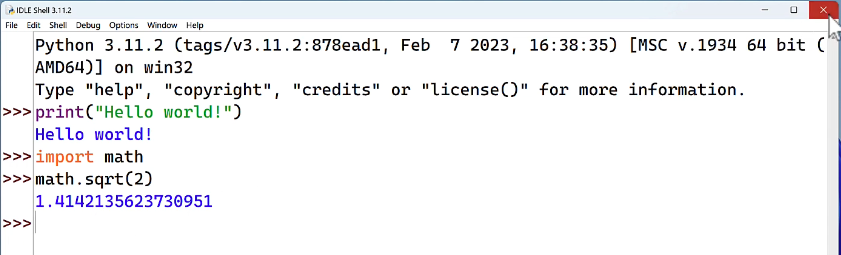 IDLE Shell 3.11.2
File Edit Shell Debug Options Window Help
Python 3.11.2 (tags/v3.11.2:878ead1, Feb  7 2023, 16:38:35) [MSC v.1934 64 bit (
AMD64)] on win32
Type "help", "copyright", "credits" or "license()" for more information.
>>> print("Hello world!")
Hello world!
>>> import math
>>> math.sqrt(2)
1.4142135623730951
>>>